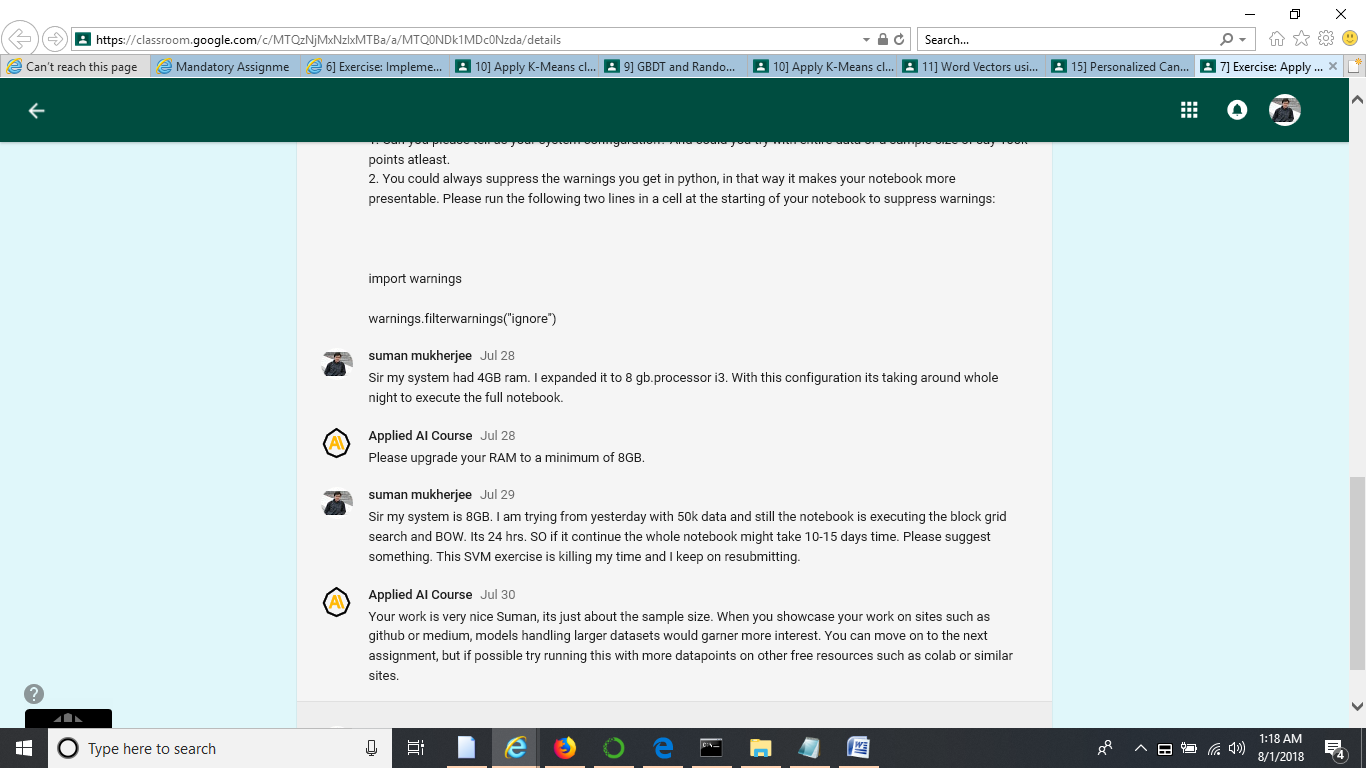 https://classroom.google.com/c/MTQzNjMxNzIxMTBa/a/MTQ0NDk1MDc0Nzda/details
Search...
Can't reach this page
Mandatory Assignme
6] Exercise: Impleme...
10] Apply K-Means cl...
9] GBDT and Rando...
10] Apply K-Means cl...
11] Word Vectors usi...
15] Personalized Can...
7] Exercise: Apply ...
points atleast.
2. You could always suppress the warnings you get in python, in that way it makes your notebook more
presentable. Please run the following two lines in a cell at the starting of your notebook to suppress warnings:
import warnings
warnings.filterwarnings("ignore")
suman mukherjee Jul 28
Sir my system had 4GB ram. I expanded it to 8 gb.processor i3. With this configuration its taking around whole
night to execute the full notebook.
Applied AI Course Jul 28
Please upgrade your RAM to a minimum of 8GB.
suman mukherjee Jul 29
Sir my system is 8GB. I am trying from yesterday with 50k data and still the notebook is executing the block grid
search and BOW. Its 24 hrs. SO if it continue the whole notebook might take 10-15 days time. Please suggest
something. This SVM exercise is killing my time and I keep on resubmitting.
Applied AI Course Jul 30
Your work is very nice Suman, its just about the sample size. When you showcase your work on sites such as
github or medium, models handling larger datasets would garner more interest. You can move on to the next
assignment, but if possible try running this with more datapoints on other free resources such as colab or similar
sites.
?
Type here to search
1:18 AM
8/1/2018
4